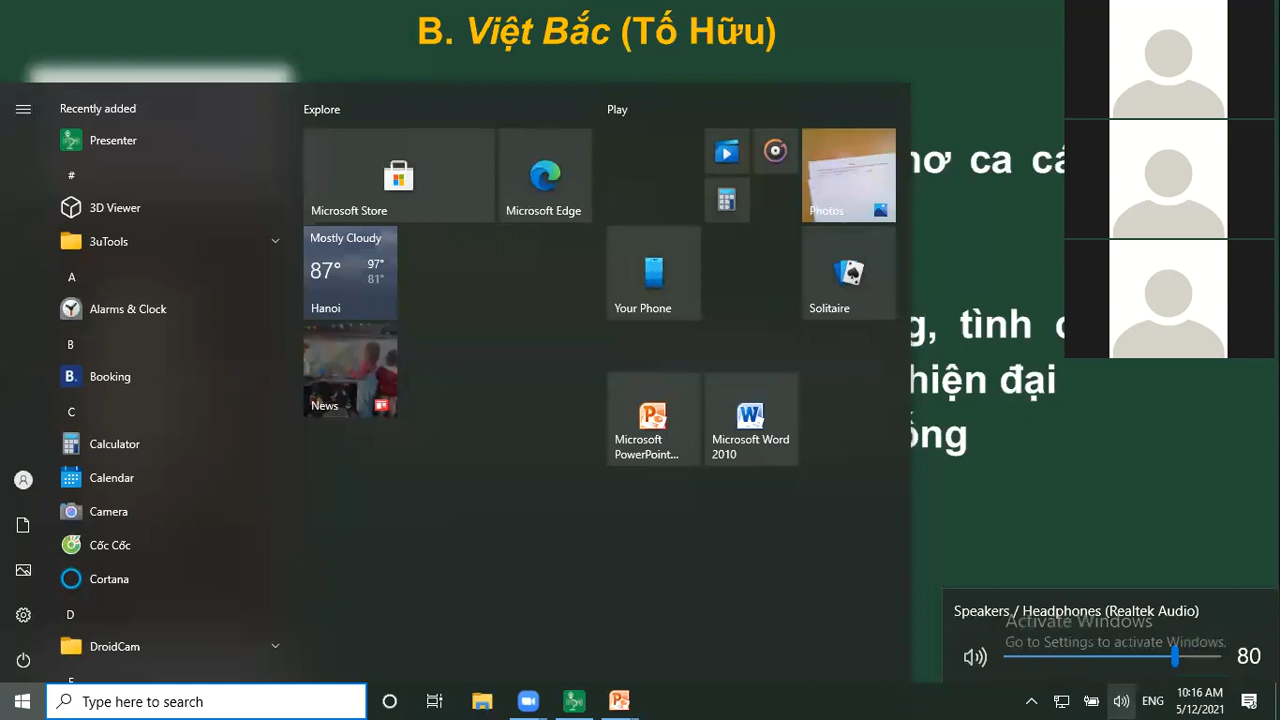 B. Việt Bắc (Tố Hữu)
Recently added
Presenter
#
3D Viewer
3uTools
A
Alarms & Clock
B
Booking
C
Calculator
Calendar
Camera
Cốc Cốc
Cortana
D
DroidCam
Explore
Microsoft Store
Microsoft Edge
Mostly Cloudy
87° 97°
81°
Hanoi
News
Play
Photos
Your Phone
Solitaire
Microsoft PowerPoint...
Microsoft Word 2010
ca
tình
hiện đại
Speakers / Headphones (Realtek Audio)
Activate Windows
Go to Settings to activate Windows.
80
Type here to search
ENG
10:16 AM
5/12/2021